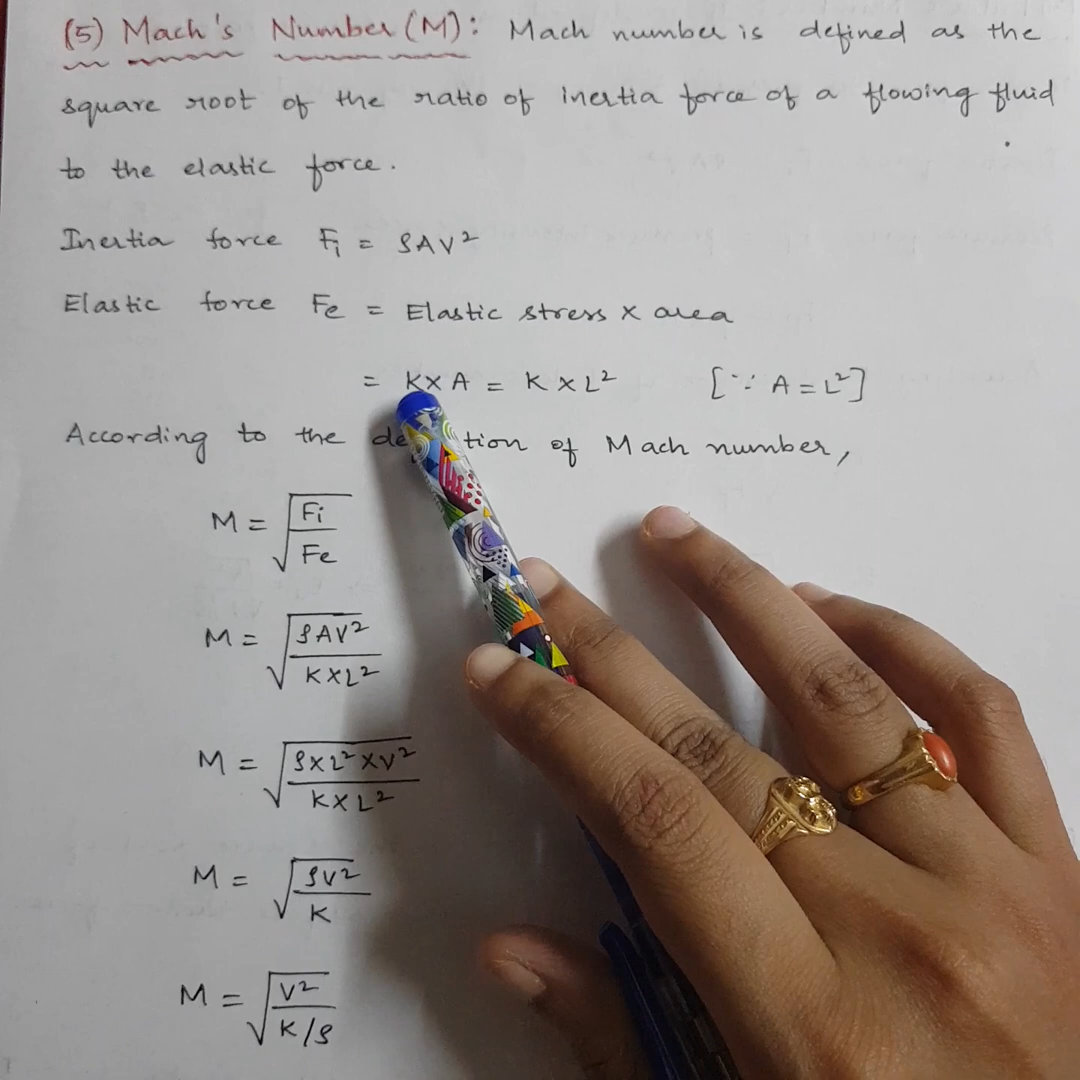 (5) Mach's Number (M): Mach number is defined as the
square root of the ratio of inertia force of a flowing fluid
to the elastic force.
Inertia force Fi = ρAV²
Elastic force Fe = Elastic stress × area
= K×A = K×L² [∵ A=L²]
According to the de tion of Mach number,
M = √(Fi/Fe)
M = √(ρAV²/K×L²)
M = √(ρ×L²×V²/K×L²)
M = √(ρV²/K)
M = √(V²/K/ρ)